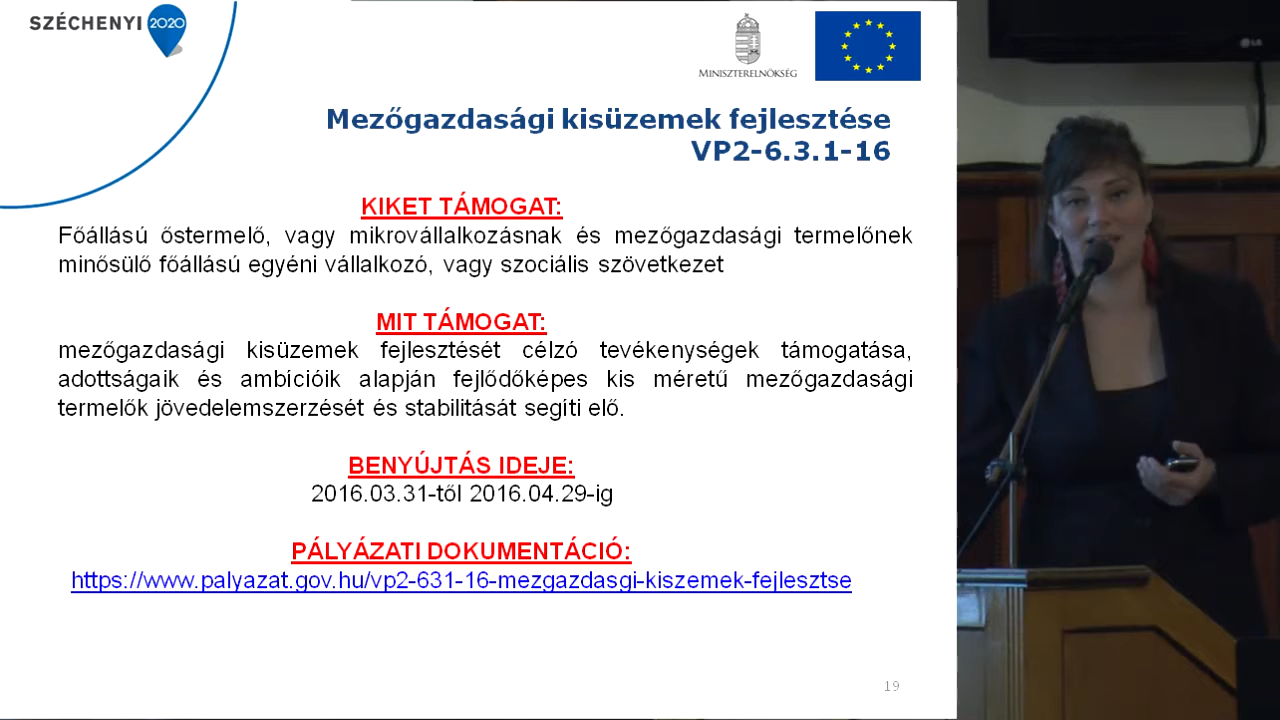 SZÉCHENYI 2020
MINISZTERELNÖKSÉG
LG
Mezőgazdasági kisüzemek fejlesztése
VP2-6.3.1-16
KIKET TÁMOGAT:
Főállású őstermelő, vagy mikrovállalkozásnak és mezőgazdasági termelőnek
minősülő főállású egyéni vállalkozó, vagy szociális szövetkezet
MIT TÁMOGAT:
mezőgazdasági kisüzemek fejlesztését célzó tevékenységek támogatása,
adottságaik és ambícióik alapján fejlődőképes kis méretű mezőgazdasági
termelők jövedelemszerzését és stabilitását segíti elő.
BENYÚJTÁS IDEJE:
2016.03.31-től 2016.04.29-ig
PÁLYÁZATI DOKUMENTÁCIÓ:
https://www.palyazat.gov.hu/vp2-631-16-mezgazdasgi-kiszemek-fejlesztse
19